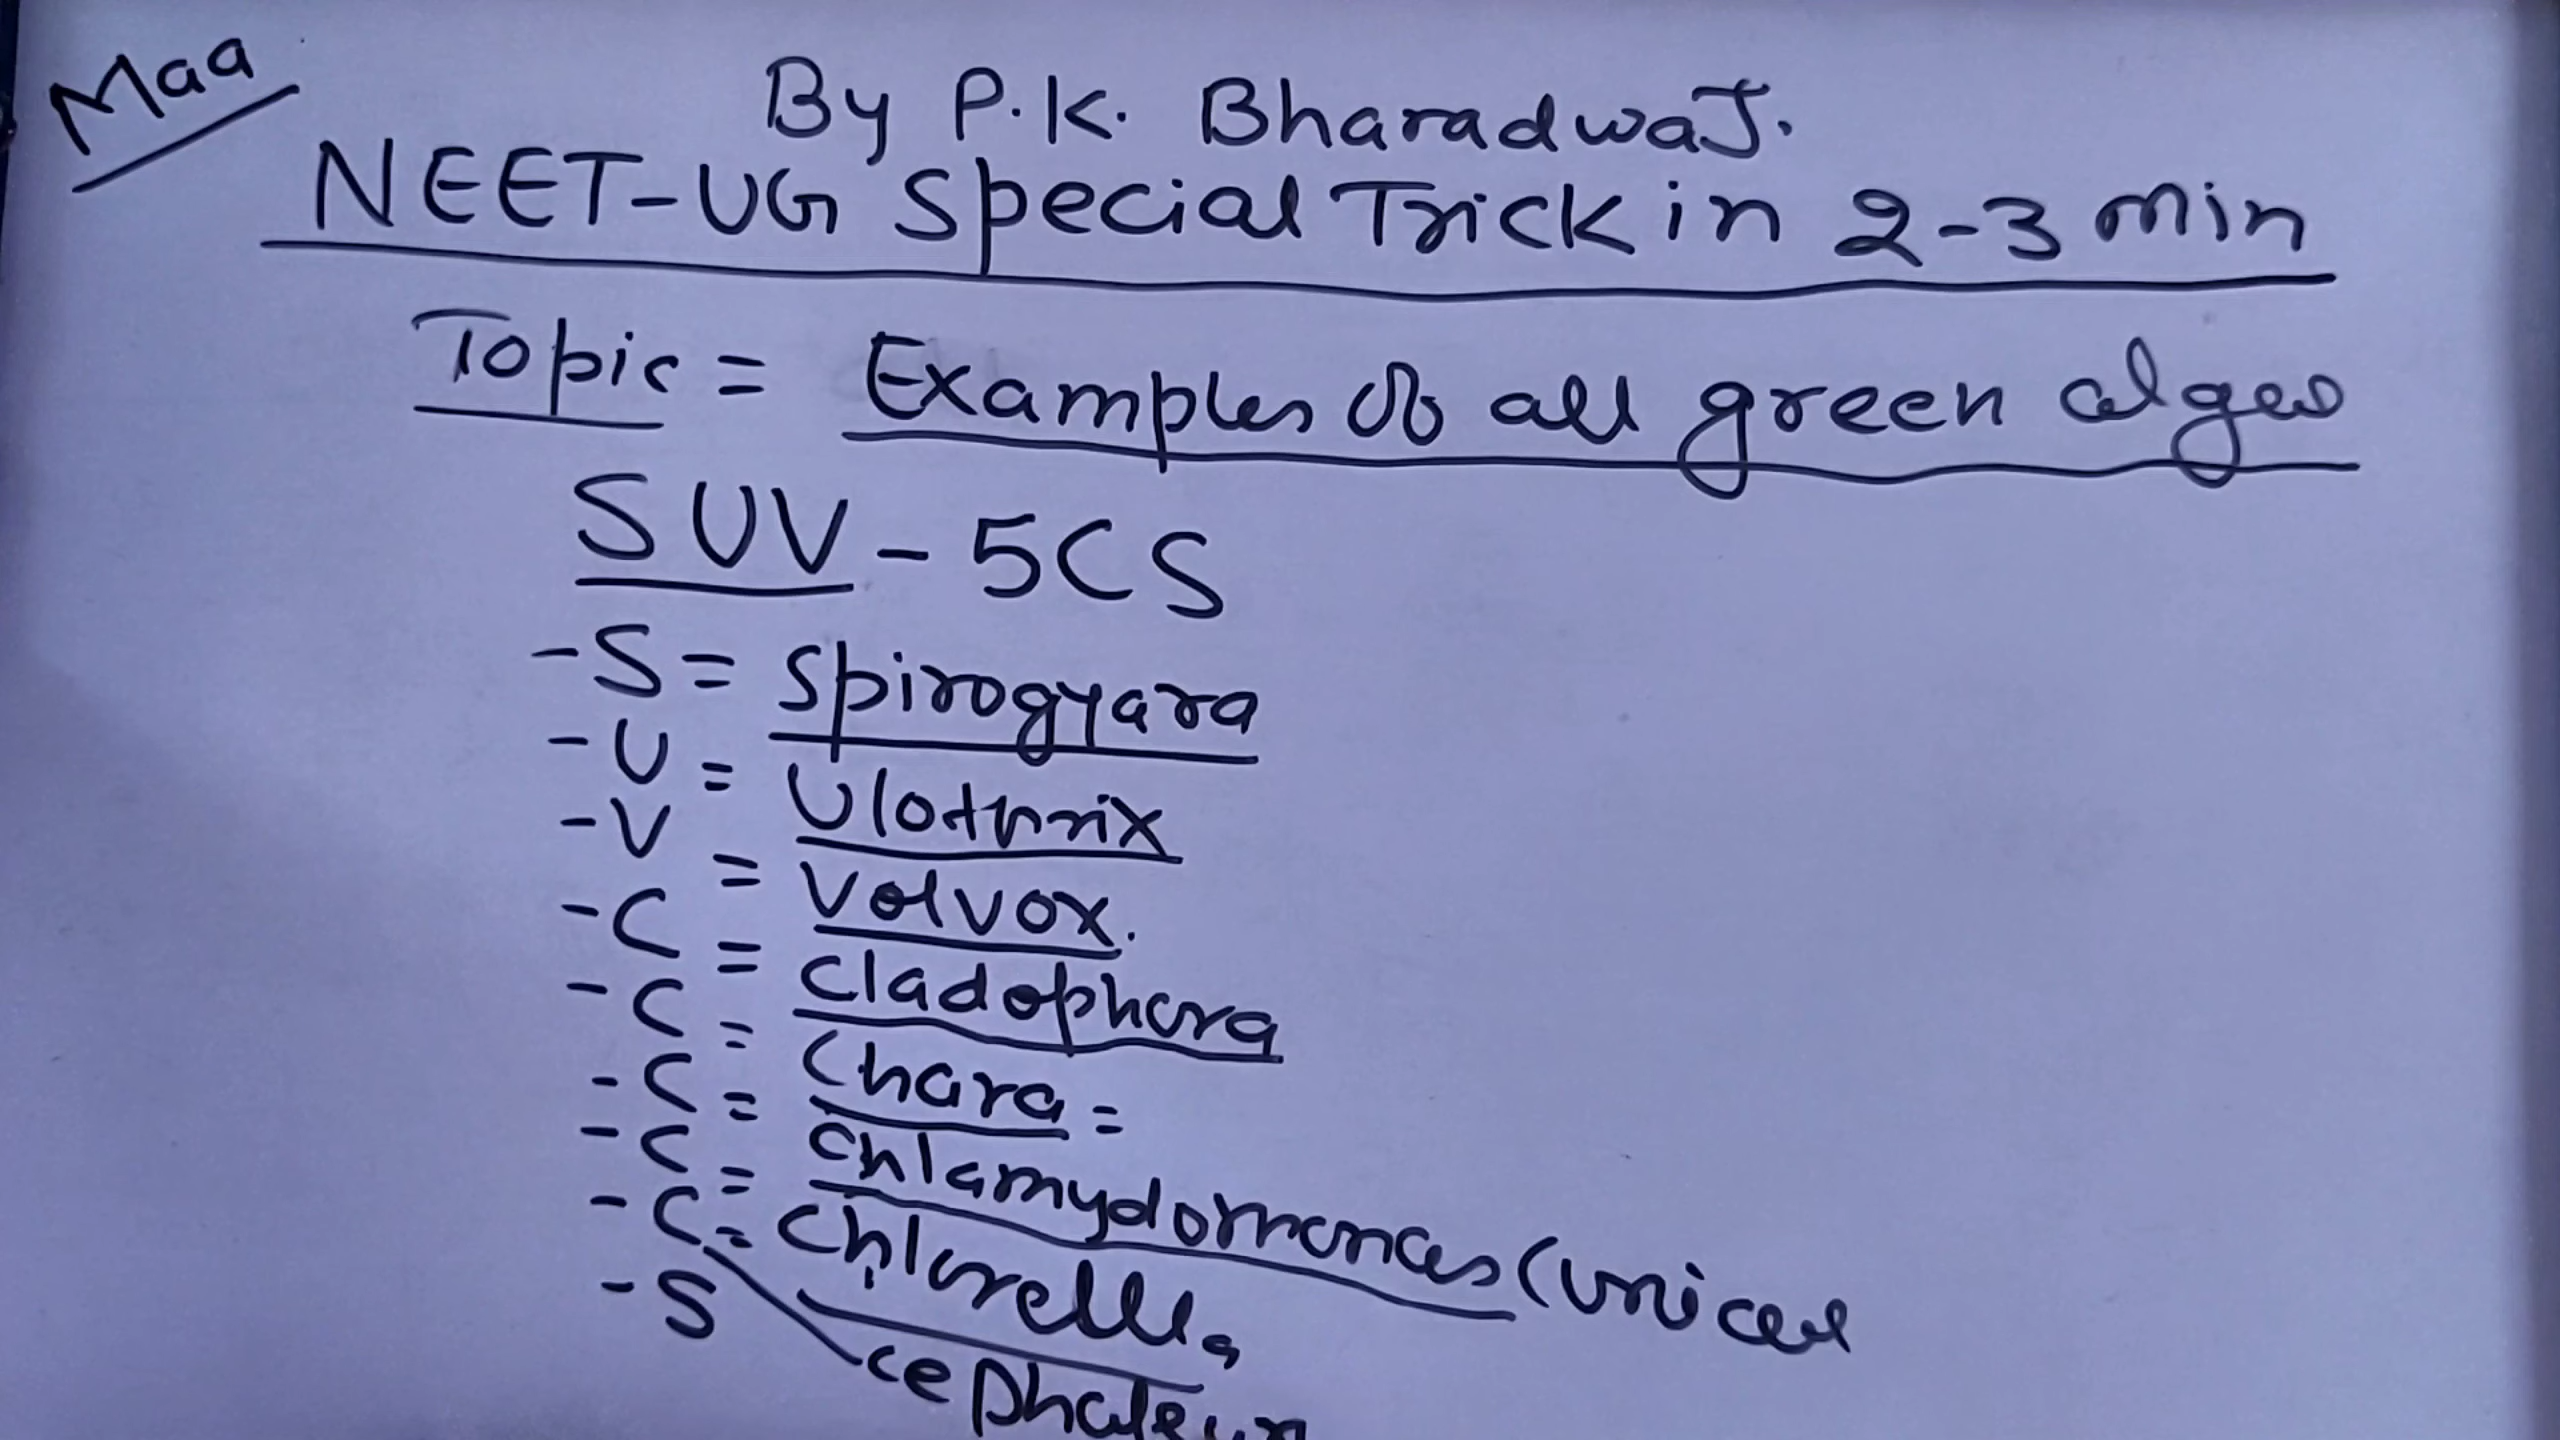 Maa
By P.K. BharadwaJ.
NEET-UG Special Trick in 2-3 min
Topic = Examples of all green algea
SUV - 5CS
-S = Spirogyara
-U = Ulothrix
-V = Volvox.
-C = Cladophora
-C = Chara =
-C = Chlamydomonas (Unicel
-C = Chlorella
-C
-S